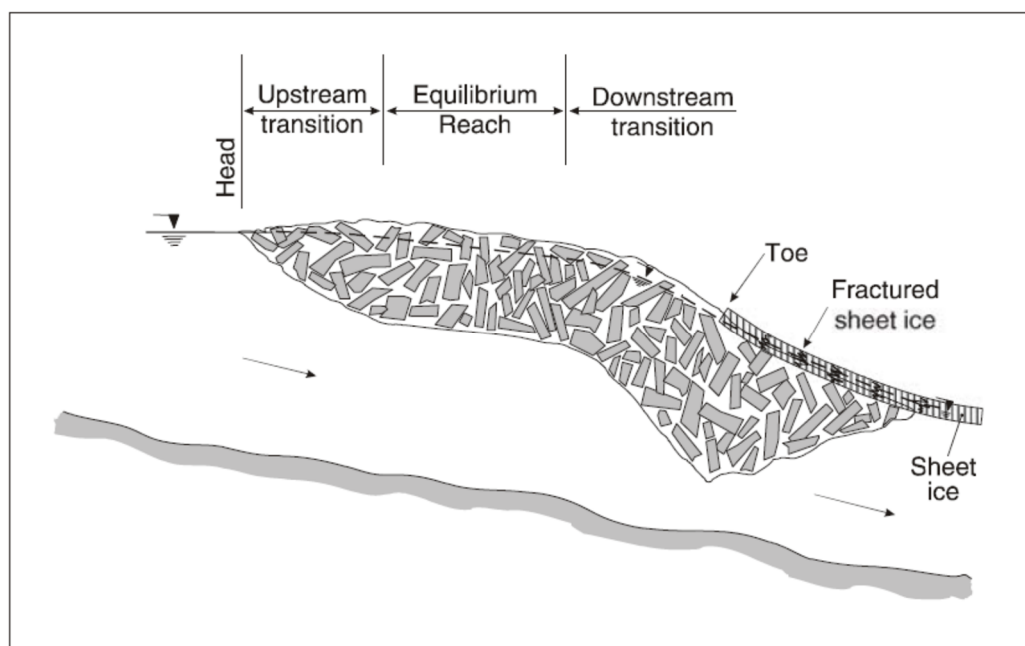 Upstream
transition
Equilibrium
Reach
Downstream
transition
Head
Toe
Fractured
sheet ice
Sheet
ice